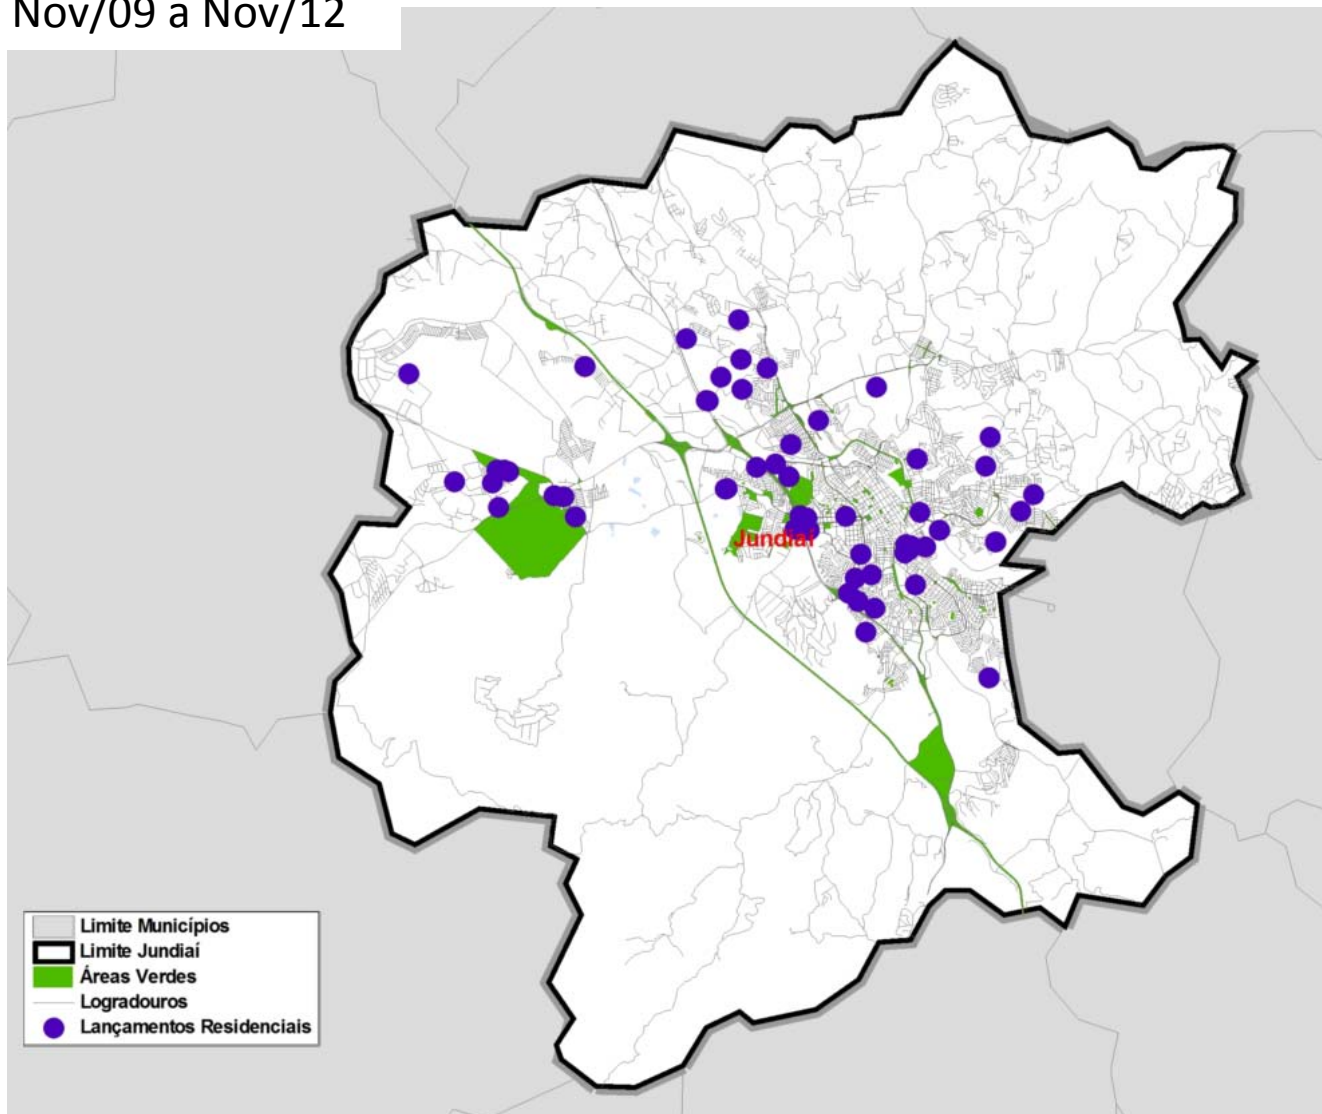 Nov/09 a Nov/12
Jundiaí
Limite Municípios
Limite Jundiaí
Áreas Verdes
Logradouros
Lançamentos Residenciais